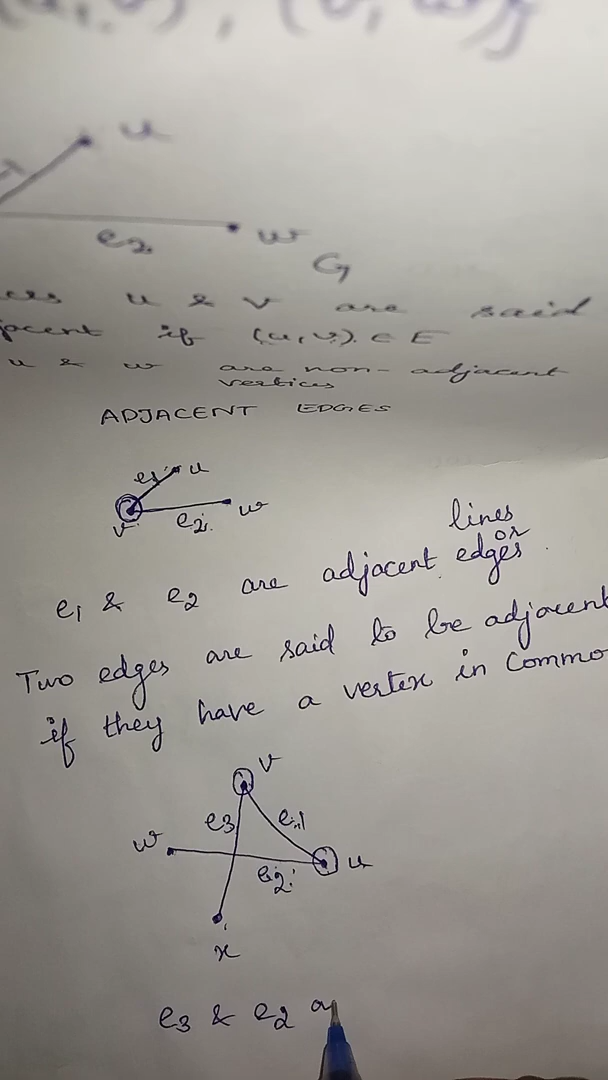 u
e2
w
G
u & v are said
if (u, v) ∈ E
u & w are non-adjacent
vertices
ADJACENT EDGES
e1
u
v
e2
w
lines
or
e1 & e2 are adjacent edges.
Two edges are said to be adjacent
if they have a vertex in Commo
v
e3
e1
w
e2
u
x
e3 & e2 a